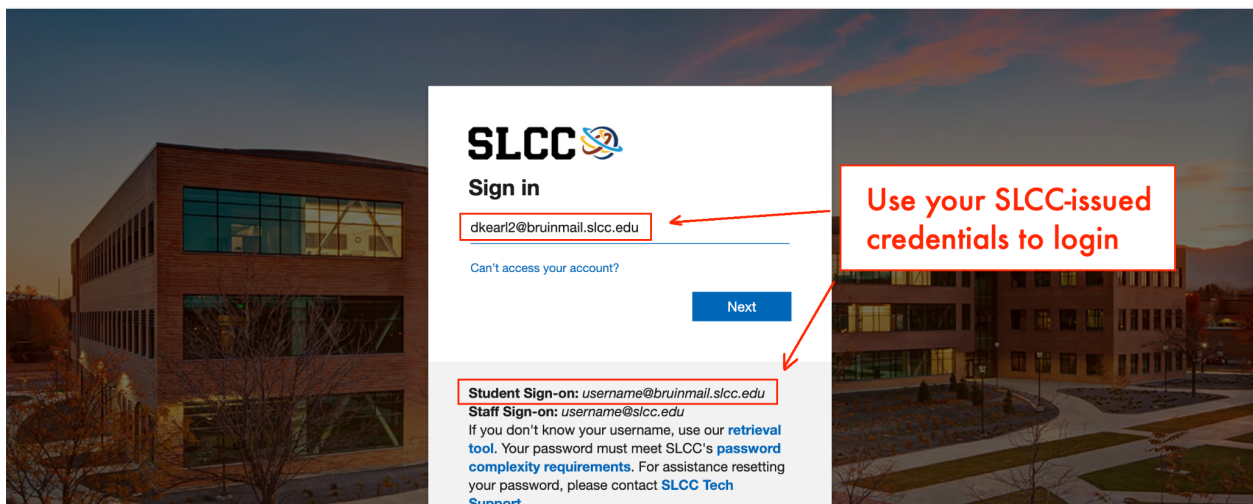 SLCC
Sign in
dkearl2@bruinmail.slcc.edu
Can't access your account?
Next
Use your SLCC-issued
credentials to login
Student Sign-on: username@bruinmail.slcc.edu
Staff Sign-on: username@slcc.edu
If you don't know your username, use our retrieval
tool. Your password must meet SLCC's password
complexity requirements. For assistance resetting
your password, please contact SLCC Tech
Support